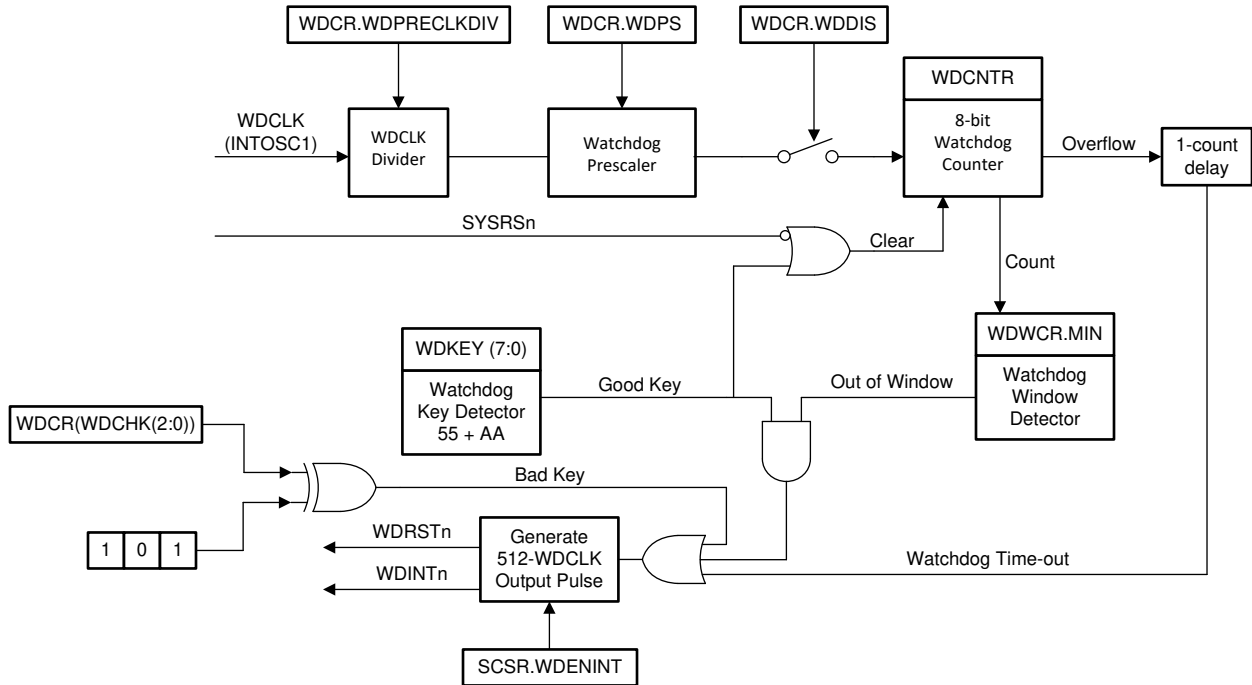 WDCR.WDPRECLKDIV
WDCR.WDPS
WDCR.WDDIS
WDCNTR
WDCLK
(INTOSC1)
WDCLK
Divider
Watchdog
Prescaler
8-bit
Watchdog
Counter
Overflow
1-count
delay
SYSRSn
Clear
Count
WDKEY (7:0)
Watchdog
Key Detector
55 + AA
Good Key
Out of Window
WDWCR.MIN
Watchdog
Window
Detector
WDCR(WDCHK(2:0))
Bad Key
1 0 1
WDRSTn
WDINTn
Generate
512-WDCLK
Output Pulse
Watchdog Time-out
SCSR.WDENINT